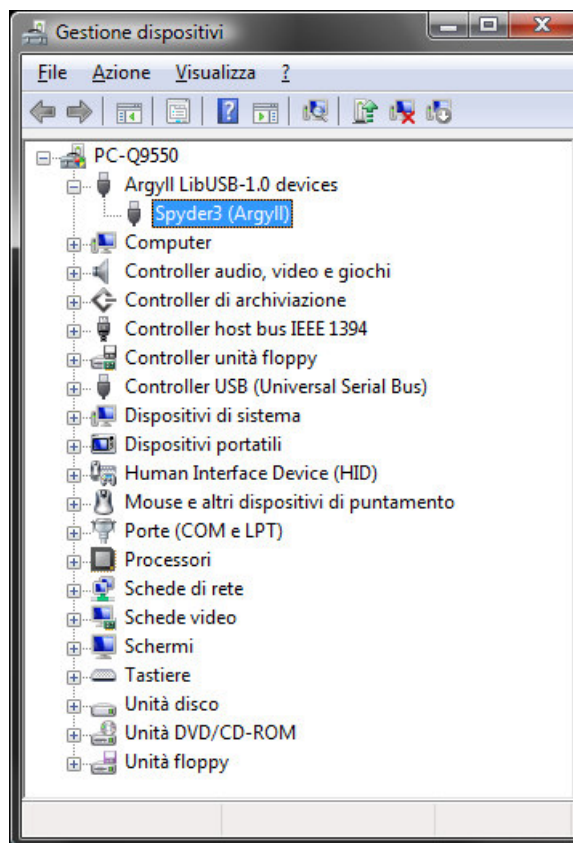 Gestione dispositivi
File Azione Visualizza ?
PC-Q9550
Argyll LibUSB-1.0 devices
Spyder3 (Argyll)
Computer
Controller audio, video e giochi
Controller di archiviazione
Controller host bus IEEE 1394
Controller unità floppy
Controller USB (Universal Serial Bus)
Dispositivi di sistema
Dispositivi portatili
Human Interface Device (HID)
Mouse e altri dispositivi di puntamento
Porte (COM e LPT)
Processori
Schede di rete
Schede video
Schermi
Tastiere
Unità disco
Unità DVD/CD-ROM
Unità floppy